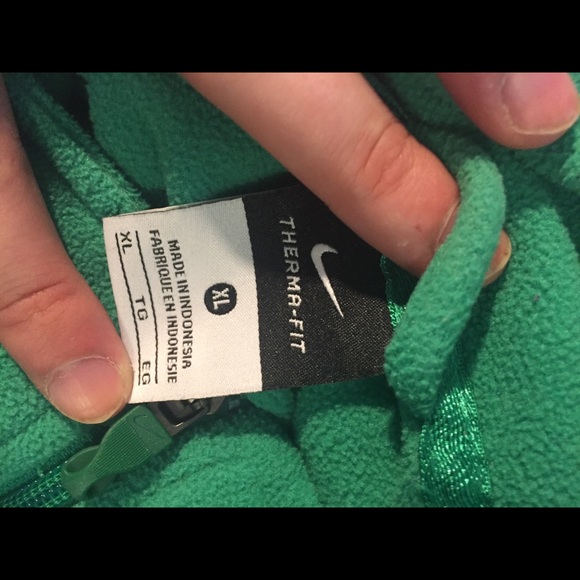 THERMA-FIT
XL
MADE IN INDONESIA
FABRIQUE EN INDONESIE
XL TG EG